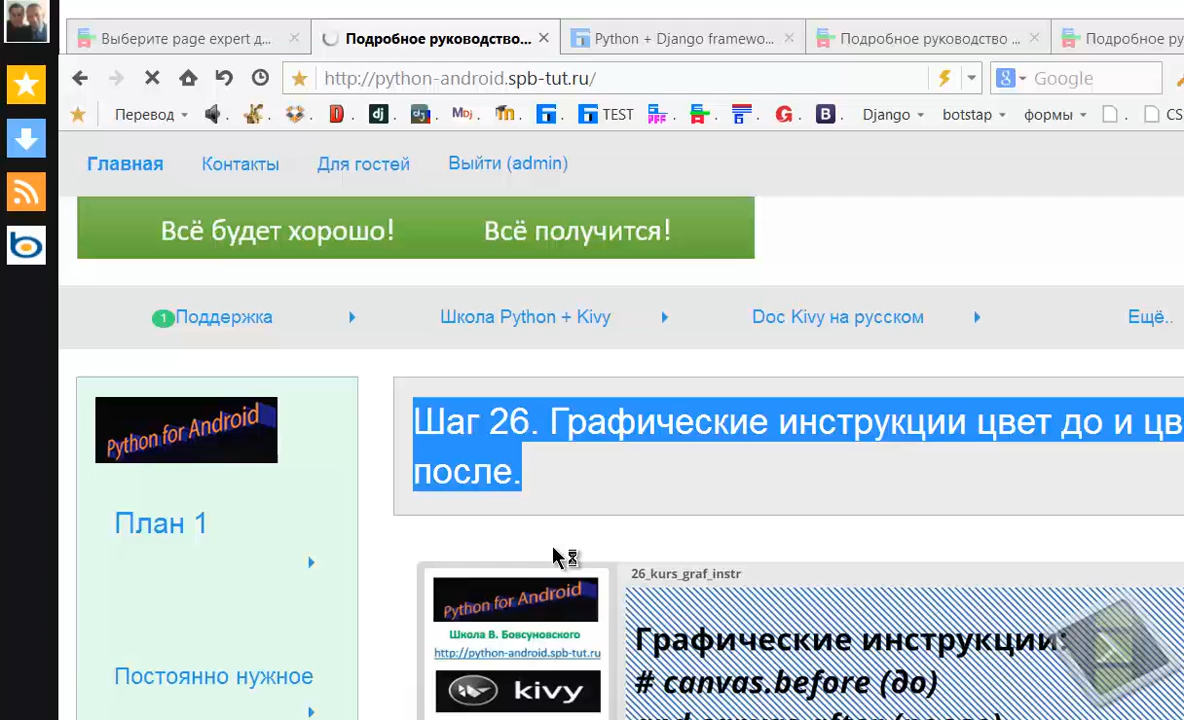 Выберите page expert д...
Подробное руководство...
Python + Django framewo...
Подробное руководство ...
Подробное ру
http://python-android.spb-tut.ru/
Google
Перевод
TEST
Django
botstap
формы
CS
Главная
Контакты
Для гостей
Выйти (admin)
Всё будет хорошо!
Всё получится!
1
Поддержка
Школа Python + Kivy
Doc Kivy на русском
Ещё..
Python for Android
План 1
Постоянно нужное
Шаг 26. Графические инструкции цвет до и цв
после.
26_kurs_graf_instr
Python for Android
Школа В. Бовсуновского
http://python-android.spb-tut.ru
kivy
Графические инструкции:
# canvas.before (до)